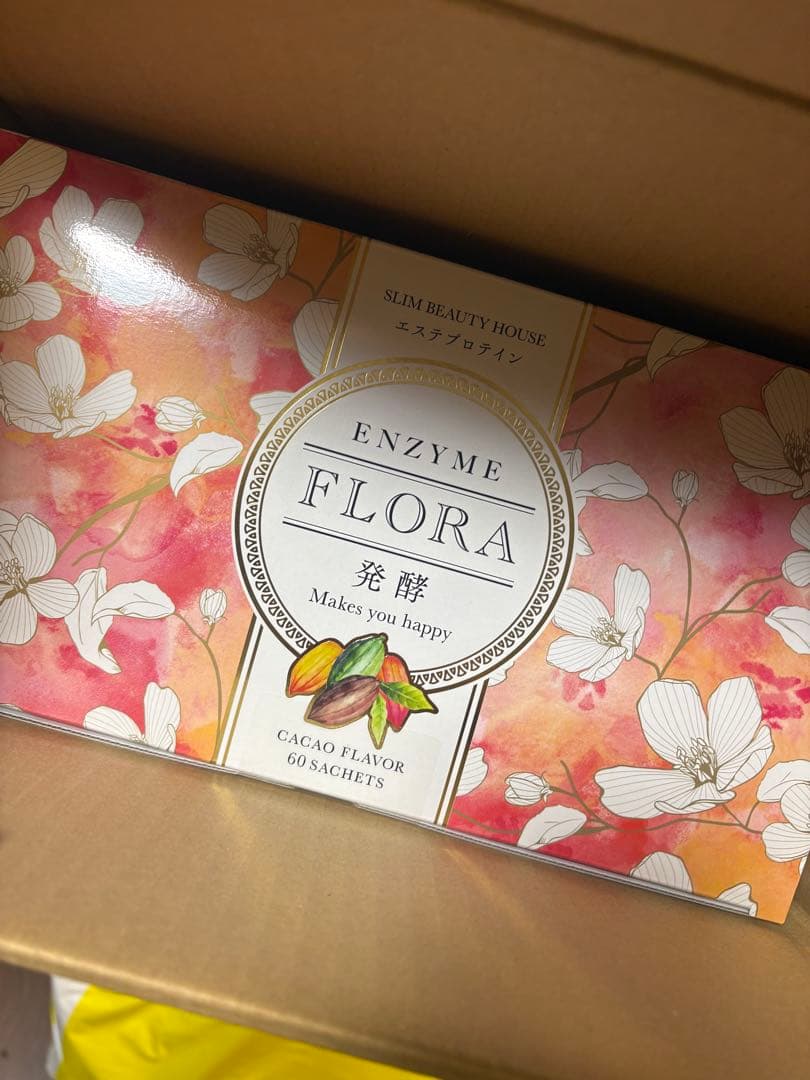 SLIM BEAUTY HOUSE
エステプロテイン
ENZYME
FLORA
発酵
Makes you happy
CACAO FLAVOR
60 SACHETS